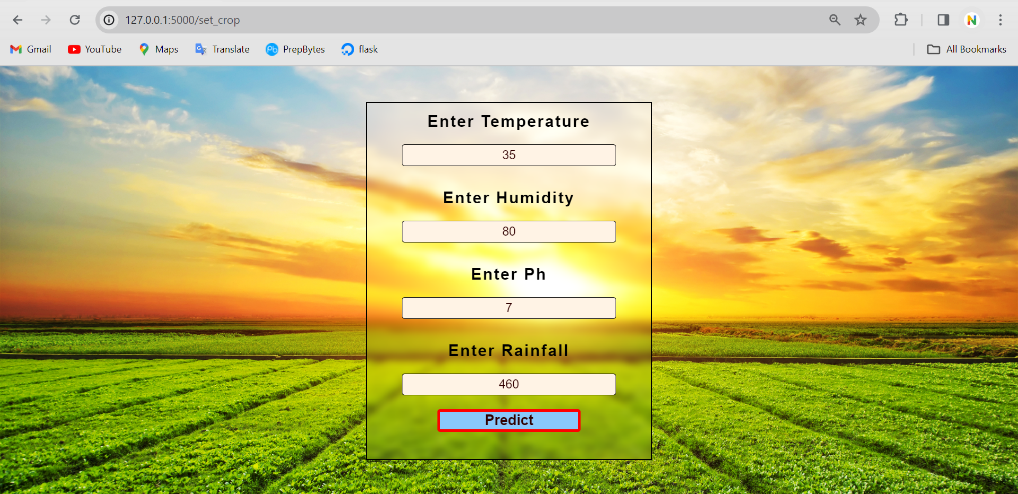 127.0.0.1:5000/set_crop
N
Gmail YouTube Maps Translate Pb PrepBytes flask All Bookmarks
Enter Temperature
35
Enter Humidity
80
Enter Ph
7
Enter Rainfall
460
Predict